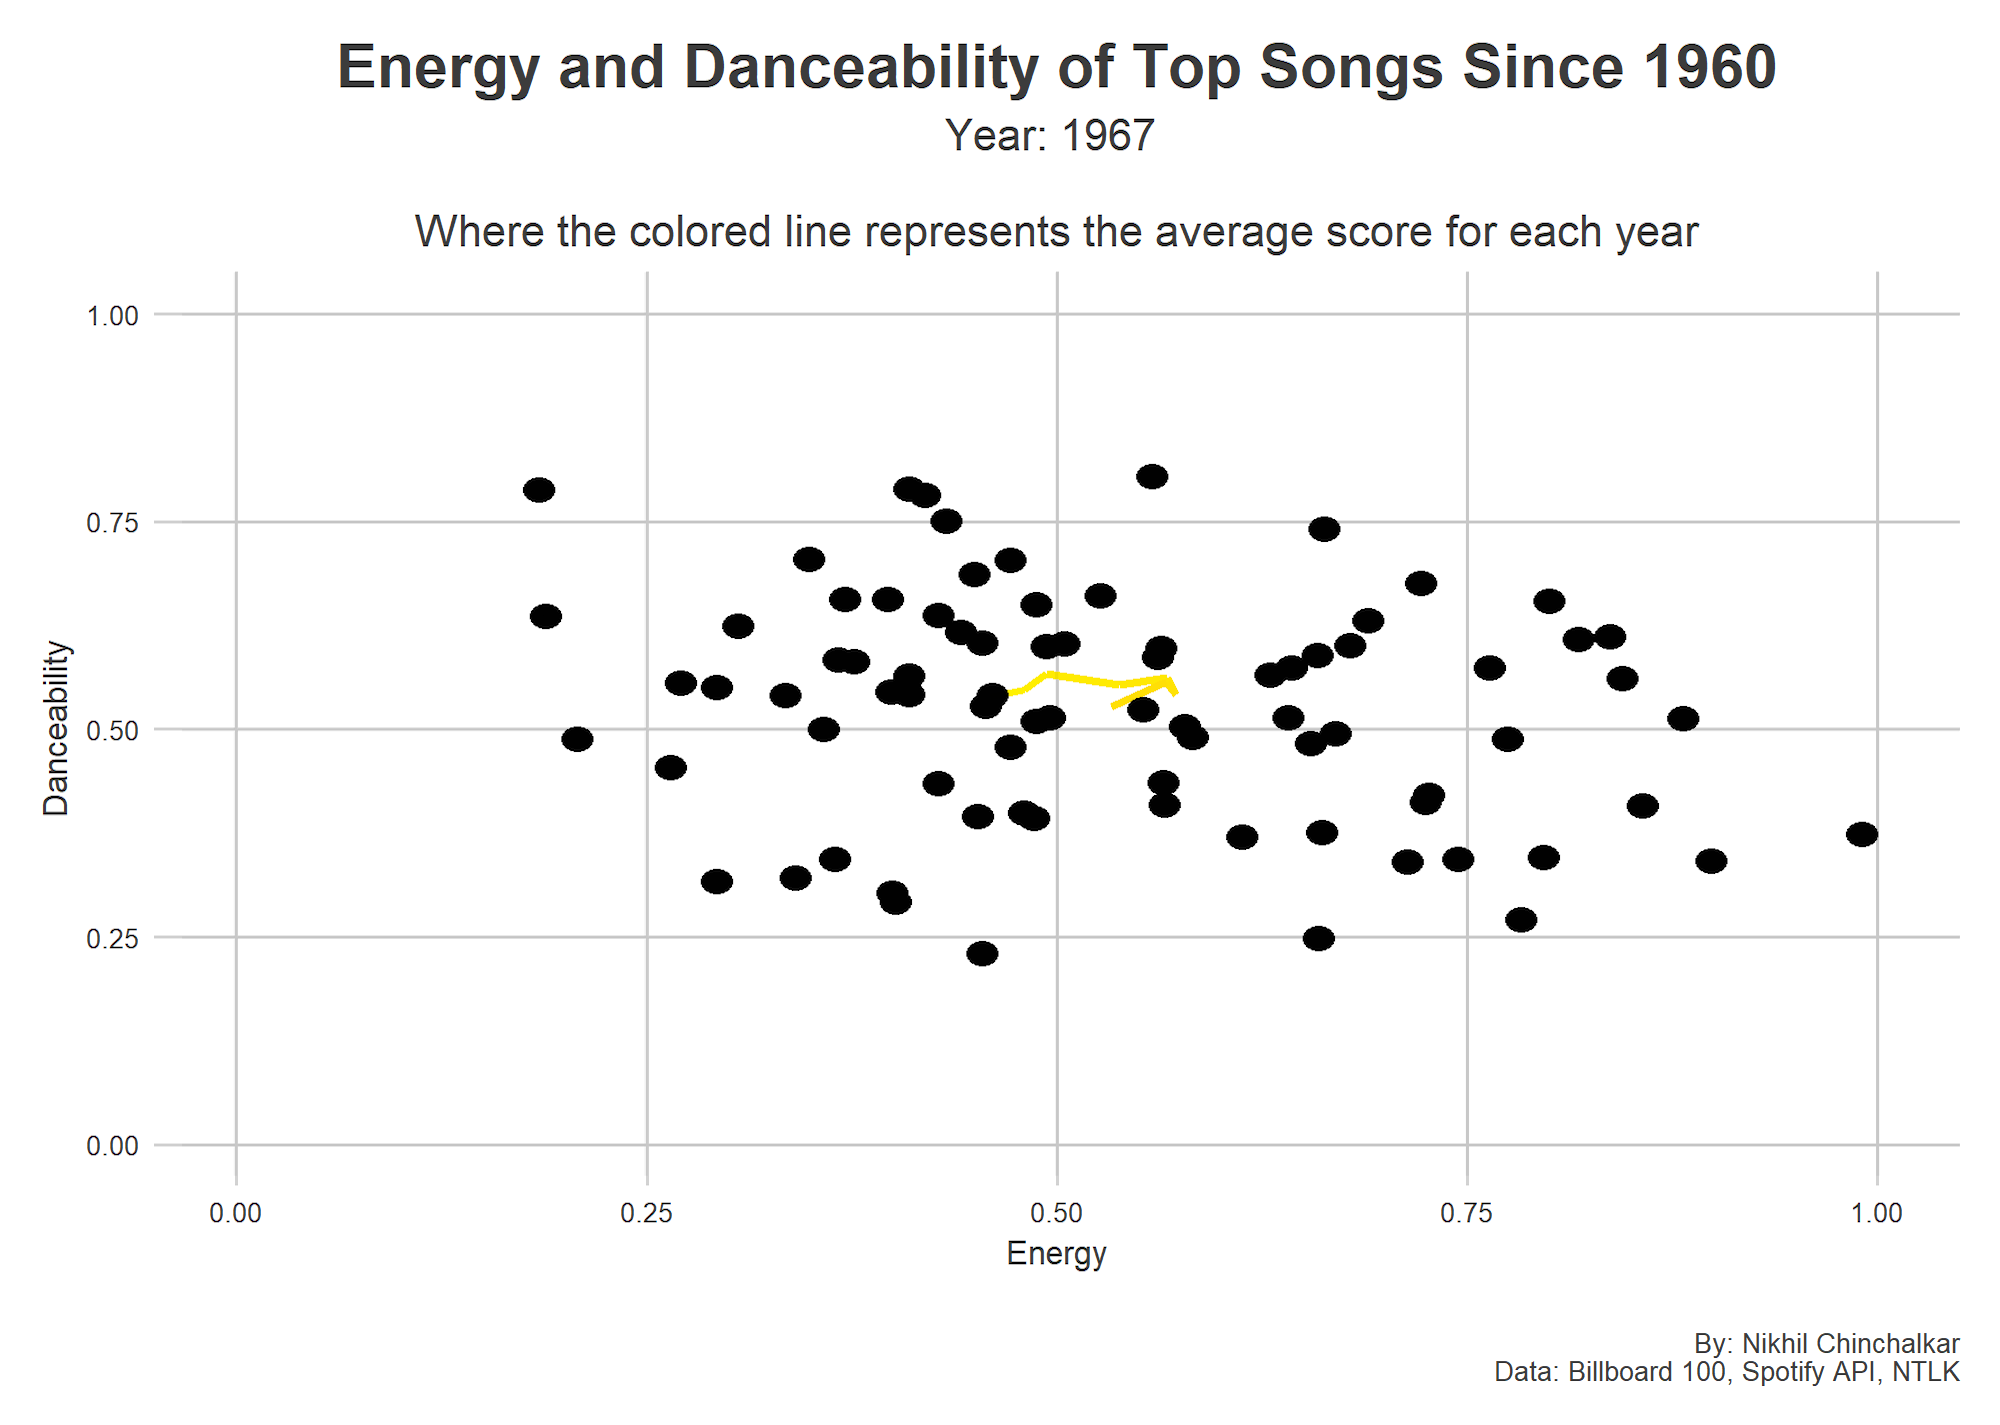 Energy and Danceability of Top Songs Since 1960
Year: 1967
Where the colored line represents the average score for each year
1.00
0.75
0.50
0.25
0.00
Danceability
0.00 0.25 0.50 0.75 1.00
Energy
By: Nikhil Chinchalkar
Data: Billboard 100, Spotify API, NTLK